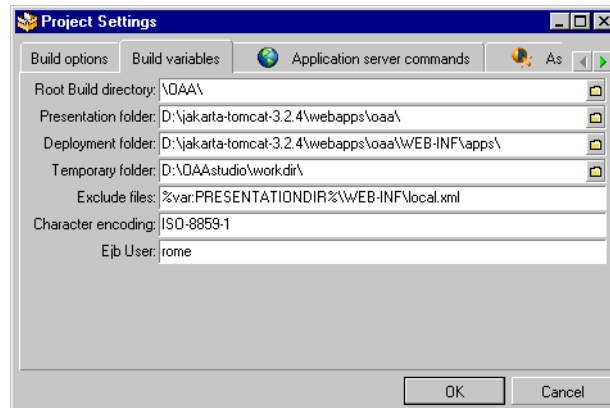 Project Settings
Build options Build variables Application server commands As
Root Build directory: \OAA\
Presentation folder: D:\jakarta-tomcat-3.2.4\webapps\oaa\
Deployment folder: D:\jakarta-tomcat-3.2.4\webapps\oaa\WEB-INF\apps\
Temporary folder: D:\OAAstudio\workdir\
Exclude files: %var:PRESENTATIONDIR%\WEB-INF\local.xml
Character encoding: ISO-8859-1
Ejb User: rome
OK Cancel